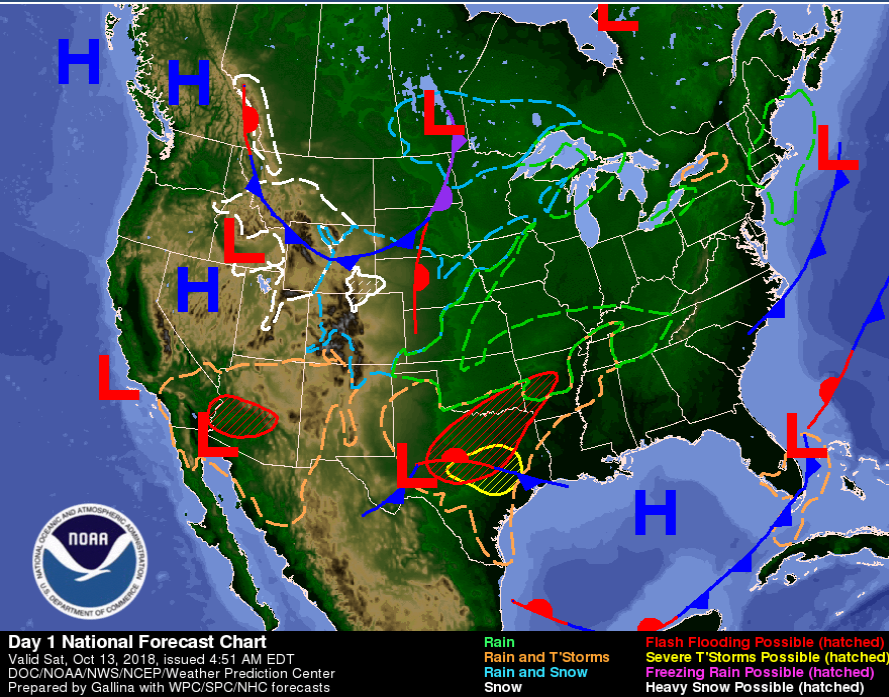 L
H
H
L
L
L
H
L
L
L
L
H
NATIONAL OCEANIC AND ATMOSPHERIC ADMINISTRATION
NOAA
U.S. DEPARTMENT OF COMMERCE
Day 1 National Forecast Chart
Valid Sat, Oct 13, 2018, issued 4:51 AM EDT
DOC/NOAA/NWS/NCEP/Weather Prediction Center
Prepared by Gallina with WPC/SPC/NHC forecasts
Rain
Rain and T'Storms
Rain and Snow
Snow
Flash Flooding Possible (hatched)
Severe T'Storms Possible (hatched)
Freezing Rain Possible (hatched)
Heavy Snow Possible (hatched)